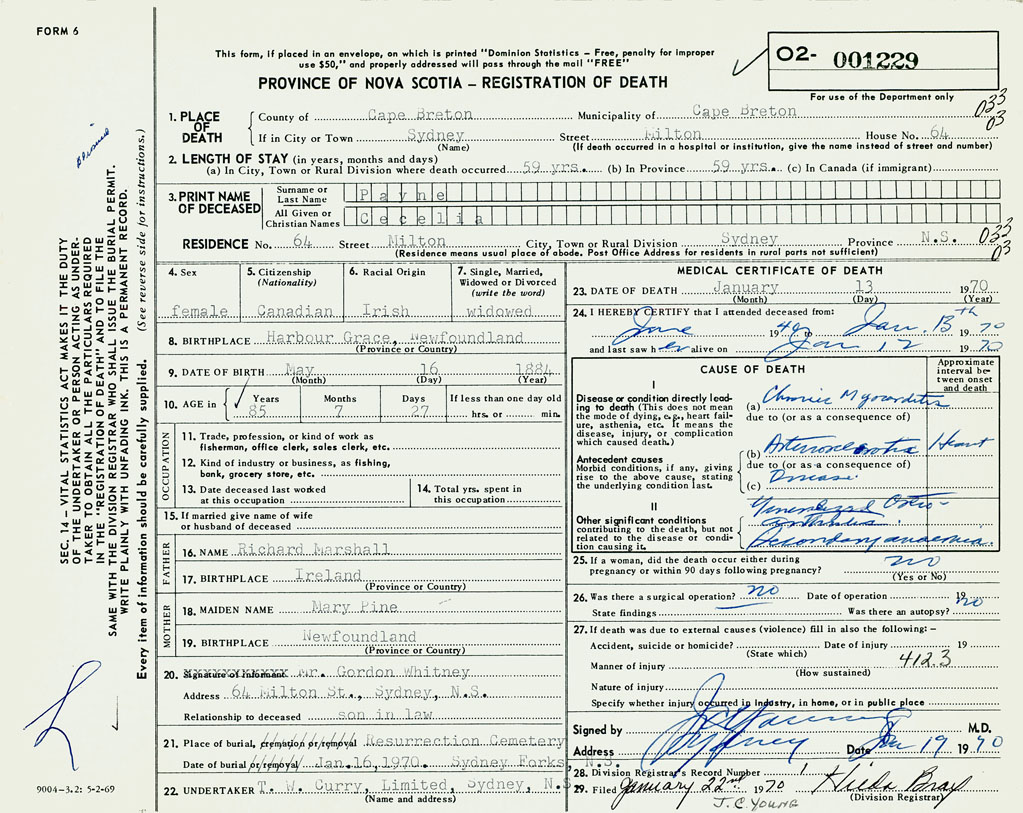 FORM 6
This form, if placed in an envelope, on which is printed "Dominion Statistics – Free, penalty for improper
use $50," and properly addressed will pass through the mail "FREE"
PROVINCE OF NOVA SCOTIA – REGISTRATION OF DEATH
02- 001229
For use of the Department only
033
03
1. PLACE OF DEATH
County of Cape Breton Municipality of Cape Breton
If in City or Town Sydney Street Milton House No. 64
(Name) (If death occurred in a hospital or institution, give the name instead of street and number)
2. LENGTH OF STAY (in years, months and days)
(a) In City, Town or Rural Division where death occurred 59 yrs. (b) In Province 59 yrs. (c) In Canada (if immigrant)
3. PRINT NAME OF DECEASED
Surname or Last Name Payne
All Given or Christian Names Cecelia
RESIDENCE No. 64 Street Milton City, Town or Rural Division Sydney Province N.S.
033
03
(Residence means usual place of abode. Post Office Address for residents in rural parts not sufficient)
4. Sex
female
5. Citizenship
(Nationality)
Canadian
6. Racial Origin
Irish
7. Single, Married,
Widowed or Divorced
(write the word)
widowed
8. BIRTHPLACE Harbour Grace, Newfoundland
(Province or Country)
9. DATE OF BIRTH May 16 1884
(Month) (Day) (Year)
10. AGE in Years Months Days If less than one day old
85 7 27 hrs. or min.
OCCUPATION
11. Trade, profession, or kind of work as
fisherman, office clerk, sales clerk, etc.
12. Kind of industry or business, as fishing,
bank, grocery store, etc.
13. Date deceased last worked
at this occupation
14. Total yrs. spent in
this occupation
15. If married give name of wife
or husband of deceased
FATHER
16. NAME Richard Marshall
17. BIRTHPLACE Ireland
(Province or Country)
MOTHER
18. MAIDEN NAME Mary Pine
19. BIRTHPLACE Newfoundland
(Province or Country)
20. Signature of informant Mr. Gordon Whitney
Address 64 Milton St., Sydney, N.S.
Relationship to deceased son in law
21. Place of burial, cremation or removal Resurrection Cemetery
Date of burial or removal Jan.16,1970. Sydney Forks, N.S.
22. UNDERTAKER T. W. Curry, Limited, Sydney, N.S
(Name and address)
MEDICAL CERTIFICATE OF DEATH
23. DATE OF DEATH January 13 1970
(Month) (Day) (Year)
24. I HEREBY CERTIFY that I attended deceased from:
June 1949 to Jan. 13th 1970
and last saw her alive on Jan 12 1970
CAUSE OF DEATH
Approximate
interval between
onset
and death
I
Disease or condition directly leading
to death (This does not mean
the mode of dying, e.g., heart failure,
asthenia, etc. It means the
disease, injury, or complication
which caused death.)
(a) Chronic Myocarditis
due to (or as a consequence of)
Antecedent causes
Morbid conditions, if any, giving
rise to the above cause, stating
the underlying condition last.
(b) Arteriosclerotic Heart
due to (or as a consequence of)
(c) Disease.
II
Other significant conditions
contributing to the death, but not
related to the disease or condition
causing it.
Generalized Osteo-
arthritis.
Secondary anaemia.
25. If a woman, did the death occur either during
pregnancy or within 90 days following pregnancy? no
(Yes or No)
26. Was there a surgical operation? no Date of operation 19
State findings Was there an autopsy? no
27. If death was due to external causes (violence) fill in also the following: –
Accident, suicide or homicide? Date of injury 19
(State which) 412.3
Manner of injury
(How sustained)
Nature of injury
Specify whether injury occurred in Industry, in home, or in public place
Signed by J C Young M.D.
Address Sydney Date Jan 19 1970
28. Division Registrar's Record Number 1
29. Filed January 22nd 1970 Hilda Bray
(Division Registrar)
J.C. YOUNG
SEC. 14 – VITAL STATISTICS ACT MAKES IT THE DUTY
OF THE UNDERTAKER OR PERSON ACTING AS UNDERTAKER
TO OBTAIN ALL THE PARTICULARS REQUIRED
IN THE "REGISTRATION OF DEATH" AND TO FILE THE
SAME WITH THE DIVISION REGISTRAR WHO SHALL ISSUE THE BURIAL PERMIT.
WRITE PLAINLY WITH UNFADING INK. THIS IS A PERMANENT RECORD.
Every item of information should be carefully supplied. (See reverse side for instructions.)
9004-3.2: 5-2-69